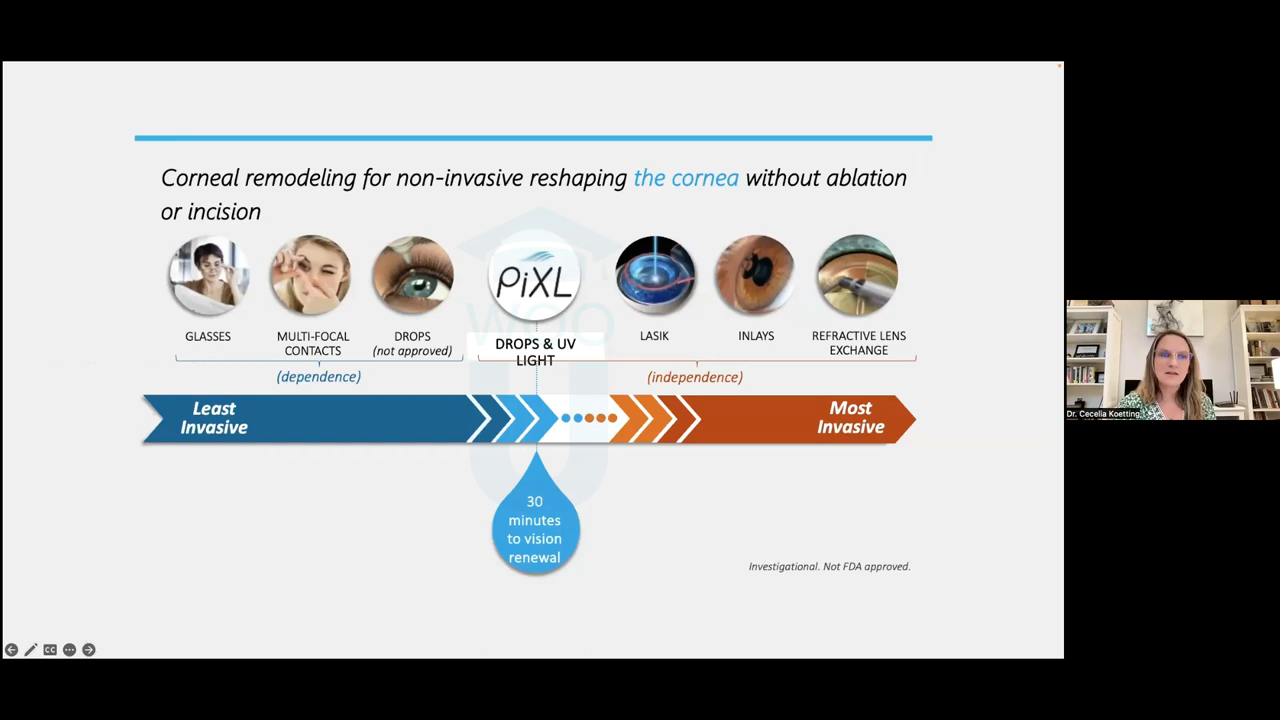 Corneal remodeling for non-invasive reshaping the cornea without ablation
or incision
PiXL
GLASSES
MULTI-FOCAL
CONTACTS
DROPS
(not approved)
DROPS & UV
LIGHT
LASIK
INLAYS
REFRACTIVE LENS
EXCHANGE
(dependence)
(independence)
Least
Invasive
Most
Invasive
30
minutes
to vision
renewal
Investigational. Not FDA approved.
CC
Dr. Cecelia Koetting